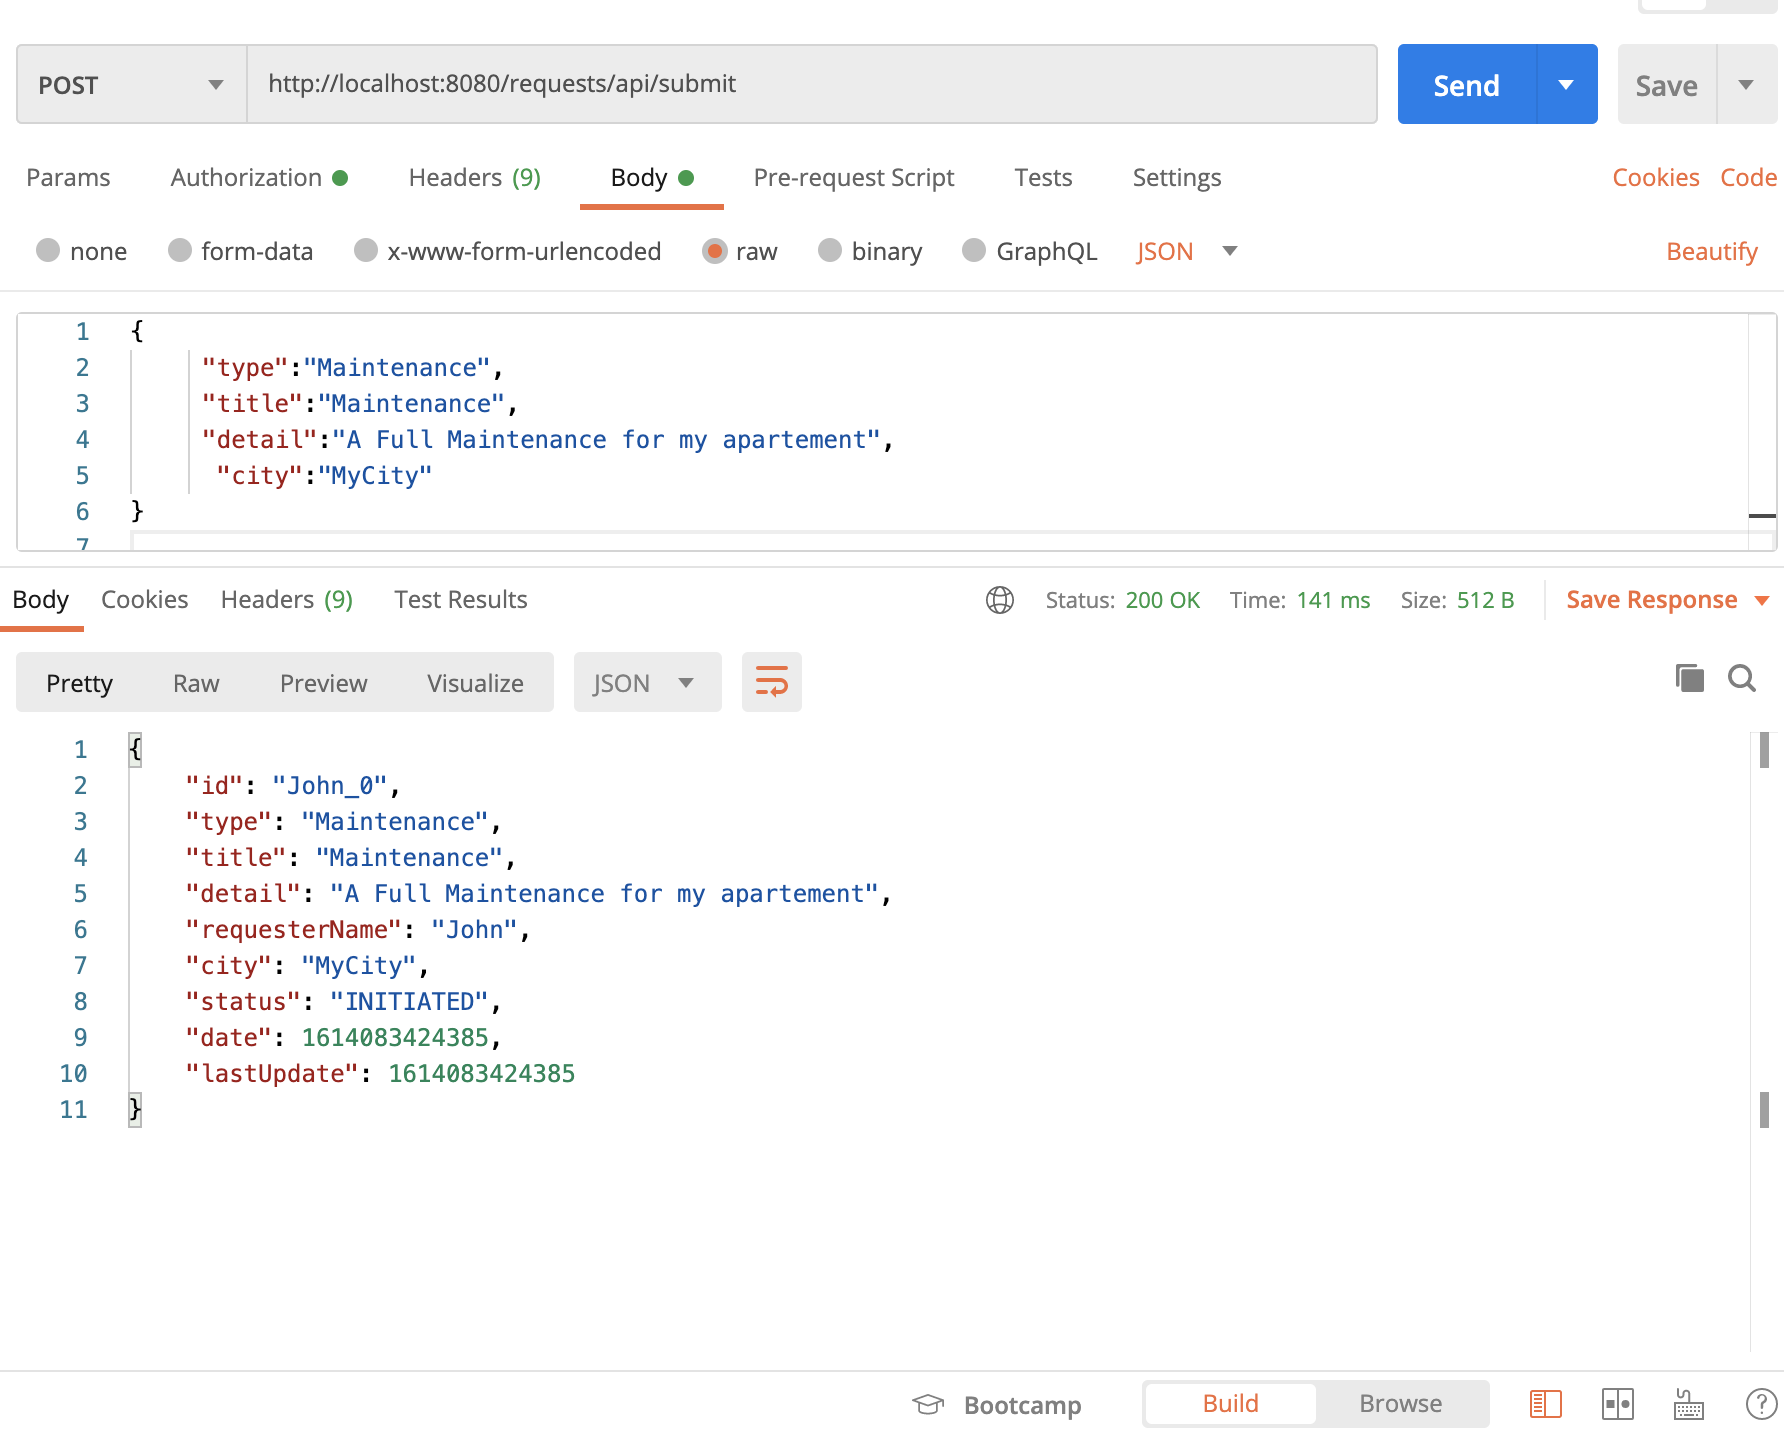 POST http://localhost:8080/requests/api/submit Send Save
Params Authorization Headers (9) Body Pre-request Script Tests Settings Cookies Code
none form-data x-www-form-urlencoded raw binary GraphQL JSON Beautify
1 {
2 "type":"Maintenance",
3 "title":"Maintenance",
4 "detail":"A Full Maintenance for my apartement",
5 "city":"MyCity"
6 }
7
Body Cookies Headers (9) Test Results Status: 200 OK Time: 141 ms Size: 512 B Save Response
Pretty Raw Preview Visualize JSON
1 {
2 "id": "John_0",
3 "type": "Maintenance",
4 "title": "Maintenance",
5 "detail": "A Full Maintenance for my apartement",
6 "requesterName": "John",
7 "city": "MyCity",
8 "status": "INITIATED",
9 "date": 1614083424385,
10 "lastUpdate": 1614083424385
11 }
Bootcamp Build Browse ?